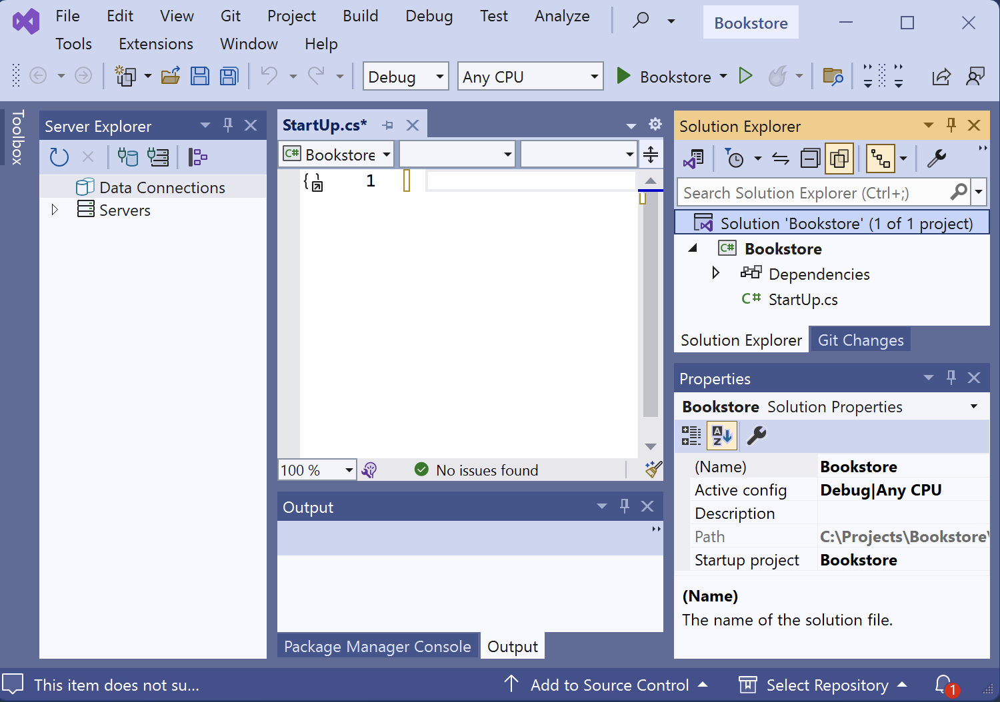 File Edit View Git Project Build Debug Test Analyze
Bookstore
Tools Extensions Window Help
Debug Any CPU Bookstore
Toolbox
Server Explorer
Data Connections
Servers
StartUp.cs*
C# Bookstore
1
100 %
No issues found
Output
Package Manager Console Output
Solution Explorer
Search Solution Explorer (Ctrl+;)
Solution 'Bookstore' (1 of 1 project)
C# Bookstore
Dependencies
C# StartUp.cs
Solution Explorer Git Changes
Properties
Bookstore Solution Properties
(Name) Bookstore
Active config Debug|Any CPU
Description
Path C:\Projects\Bookstore\
Startup project Bookstore
(Name)
The name of the solution file.
This item does not su... Add to Source Control Select Repository 1